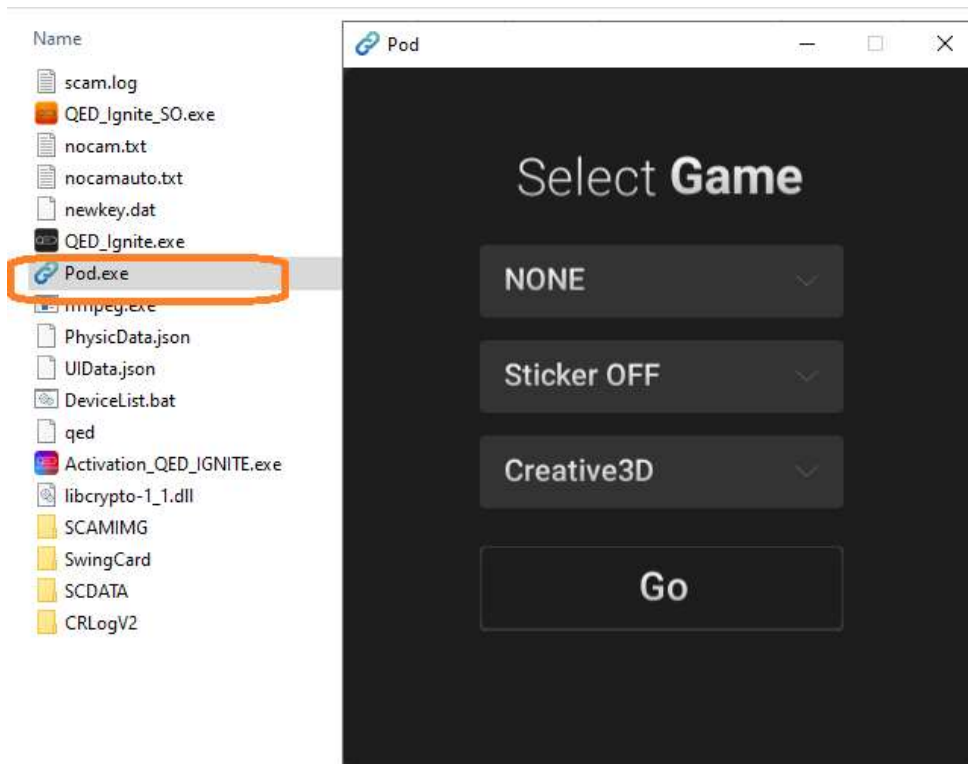 Name
scam.log
QED_Ignite_SO.exe
nocam.txt
nocamauto.txt
newkey.dat
QED_Ignite.exe
Pod.exe
PhysicData.json
UIData.json
DeviceList.bat
qed
Activation_QED_IGNITE.exe
libcrypto-1_1.dll
SCAMIMG
SwingCard
SCDATA
CRLogV2
Pod
Select Game
NONE
Sticker OFF
Creative3D
Go